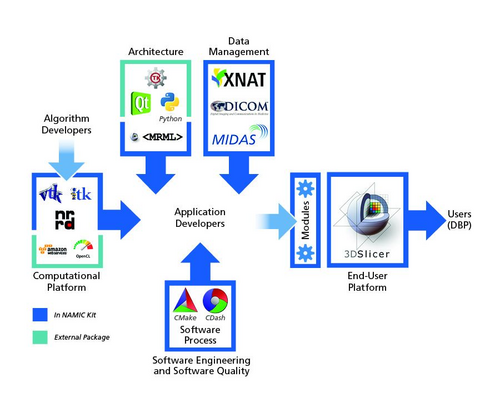 Architecture
Data
Management
TK
XNAT
Qt
Python
DICOM
<MRML>
MIDAS
Algorithm
Developers
vtk
itk
nrrd
amazon
webservices
OpenCL
Computational
Platform
Application
Developers
Modules
3DSlicer
End-User
Platform
Users
(DBP)
CMake
CDash
Software
Process
Software Engineering
and Software Quality
In NAMIC Kit
External Package